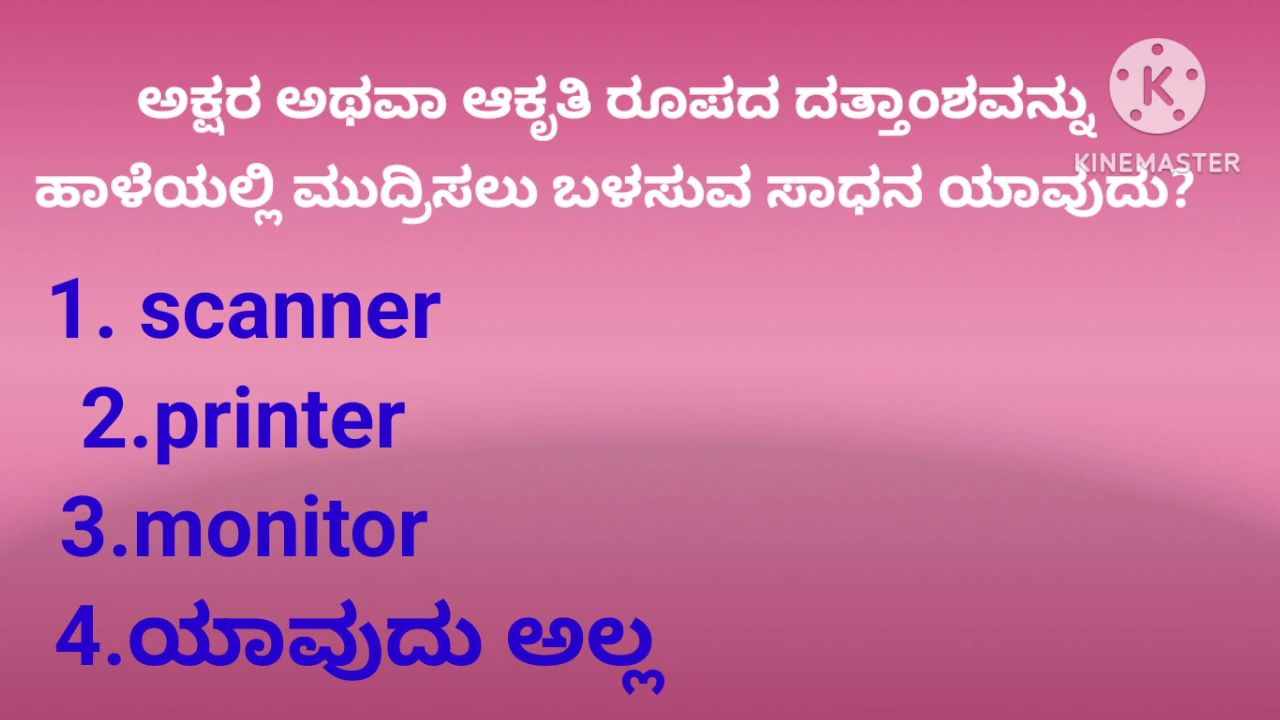 ಅಕ್ಷರ ಅಥವಾ ಆಕೃತಿ ರೂಪದ ದತ್ತಾಂಶವನ್ನು
ಹಾಳೆಯಲ್ಲಿ ಮುದ್ರಿಸಲು ಬಳಸುವ ಸಾಧನ ಯಾವುದು?
KINEMASTER
1. scanner
2.printer
3.monitor
4.ಯಾವುದು ಅಲ್ಲ